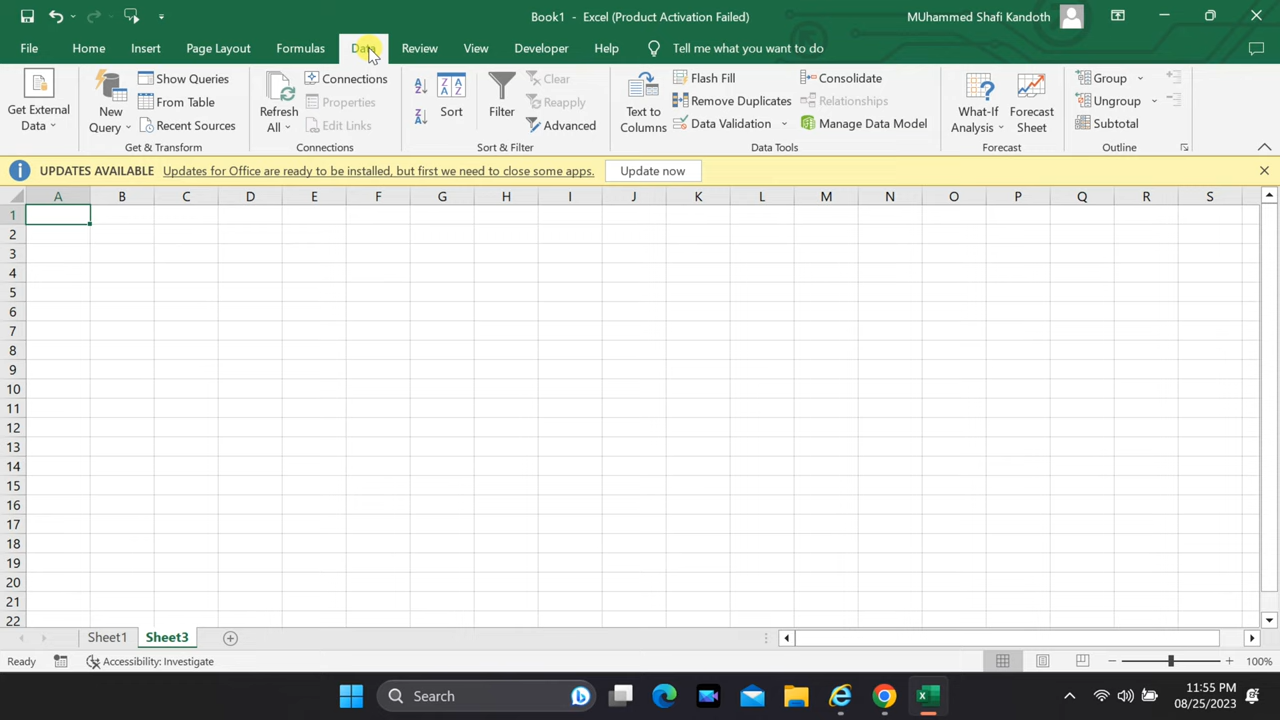 Book1 - Excel (Product Activation Failed)
MUhammed Shafi Kandoth
File Home Insert Page Layout Formulas Data Review View Developer Help Tell me what you want to do
Get External Data
New Query
Show Queries
From Table
Recent Sources
Get & Transform
Refresh All
Connections
Properties
Edit Links
Connections
Sort
Filter
Clear
Reapply
Advanced
Sort & Filter
Text to Columns
Flash Fill
Remove Duplicates
Data Validation
Consolidate
Relationships
Manage Data Model
Data Tools
What-If Analysis
Forecast Sheet
Forecast
Group
Ungroup
Subtotal
Outline
UPDATES AVAILABLE Updates for Office are ready to be installed, but first we need to close some apps. Update now
A B C D E F G H I J K L M N O P Q R S
1
2
3
4
5
6
7
8
9
10
11
12
13
14
15
16
17
18
19
20
21
22
Sheet1 Sheet3
Ready Accessibility: Investigate 100%
Search
11:55 PM
08/25/2023